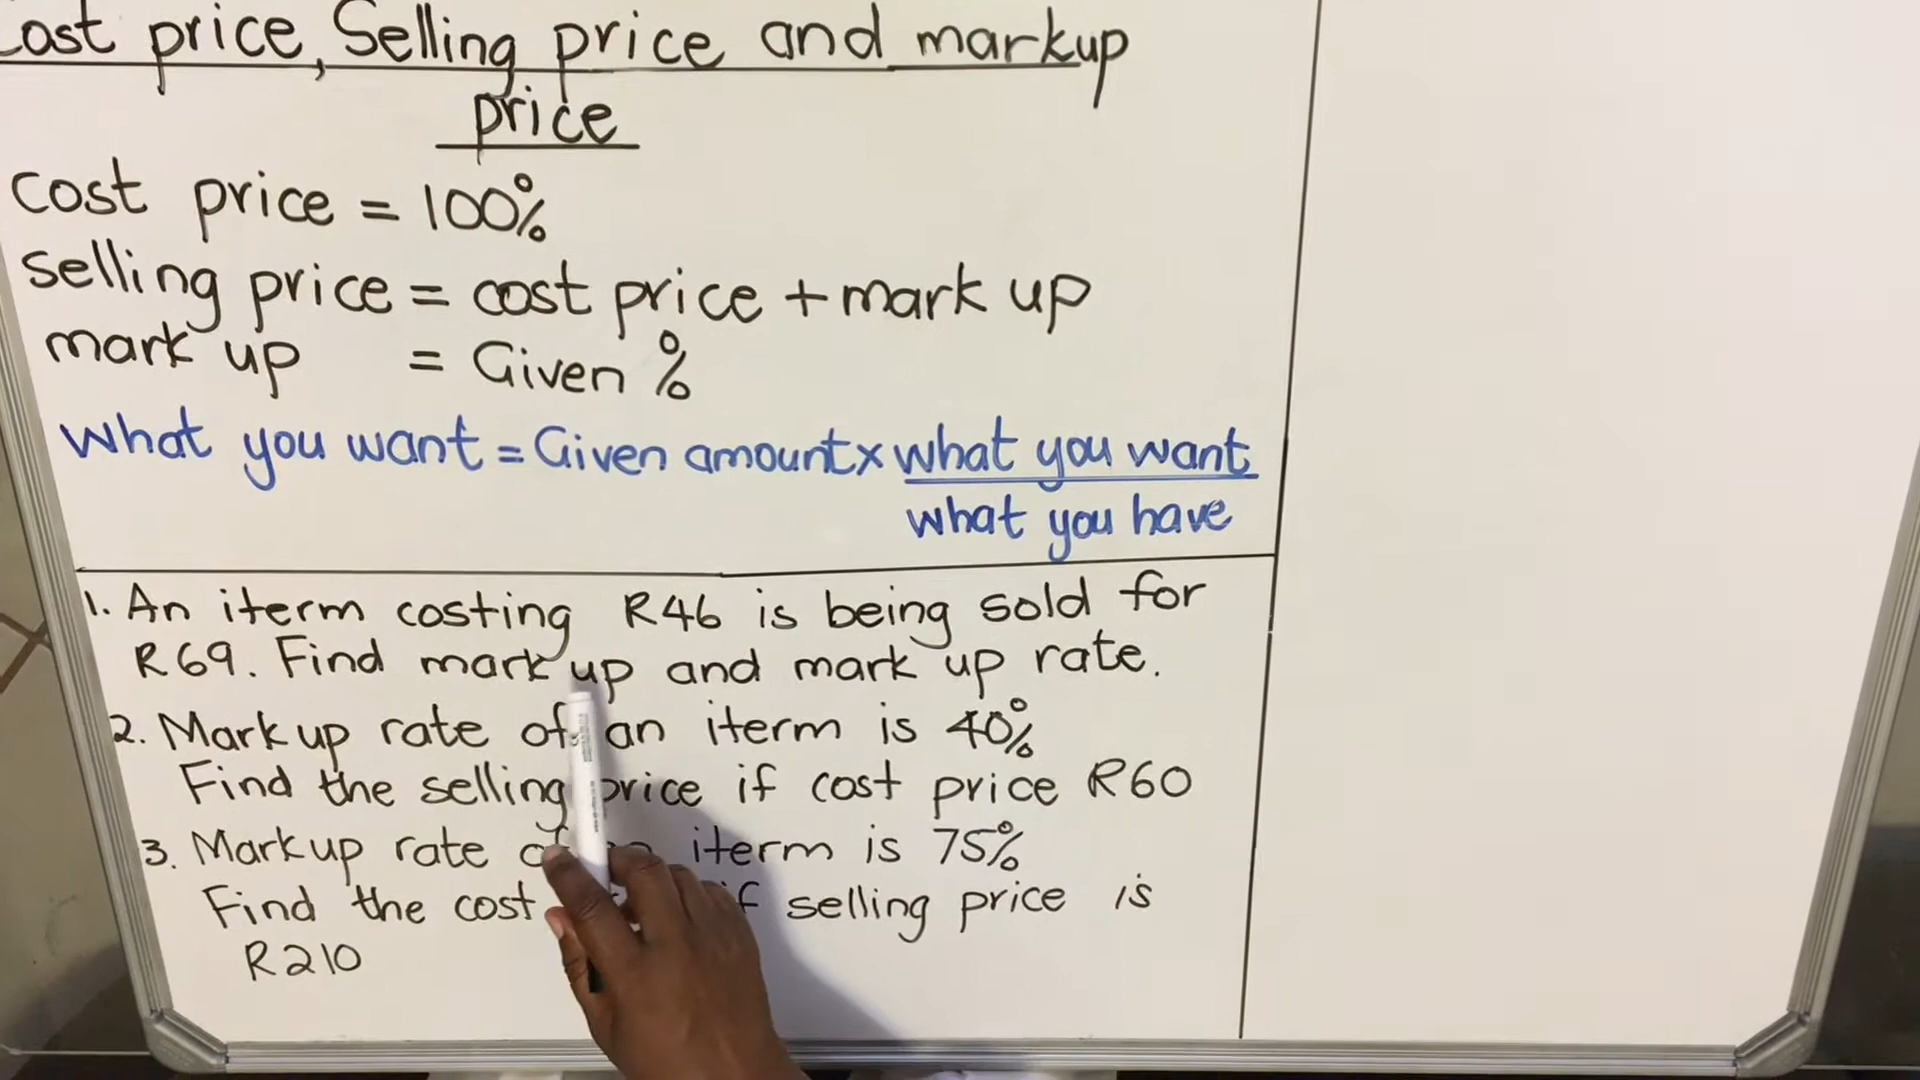 Cost price, Selling price and markup
price
cost price = 100%
selling price = cost price + mark up
mark up = Given %
What you want = Given amount x what you want
what you have
1. An iterm costing R46 is being sold for
R69. Find mark up and mark up rate.
2. Mark up rate of an iterm is 40%
Find the selling price if cost price R60
3. Markup rate iterm is 75%
Find the cost if selling price is
R210